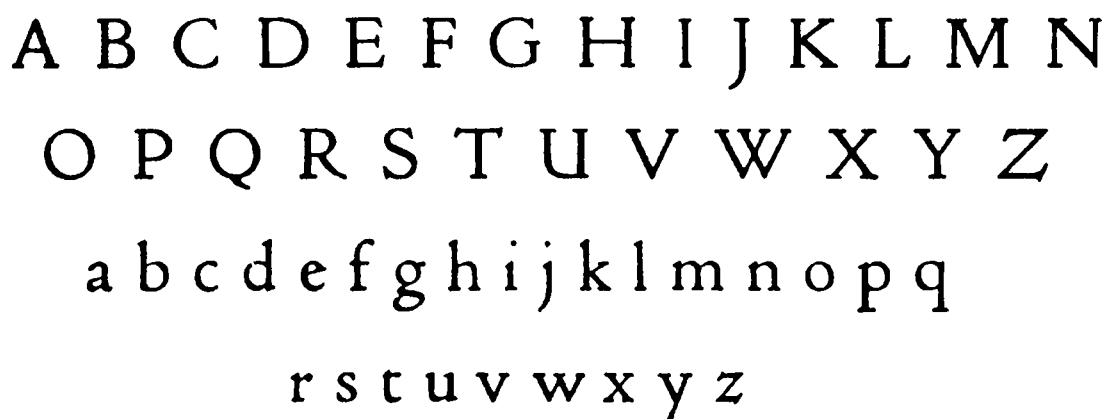 A B C D E F G H I J K L M N
O P Q R S T U V W X Y Z
a b c d e f g h i j k l m n o p q
r s t u v w x y z